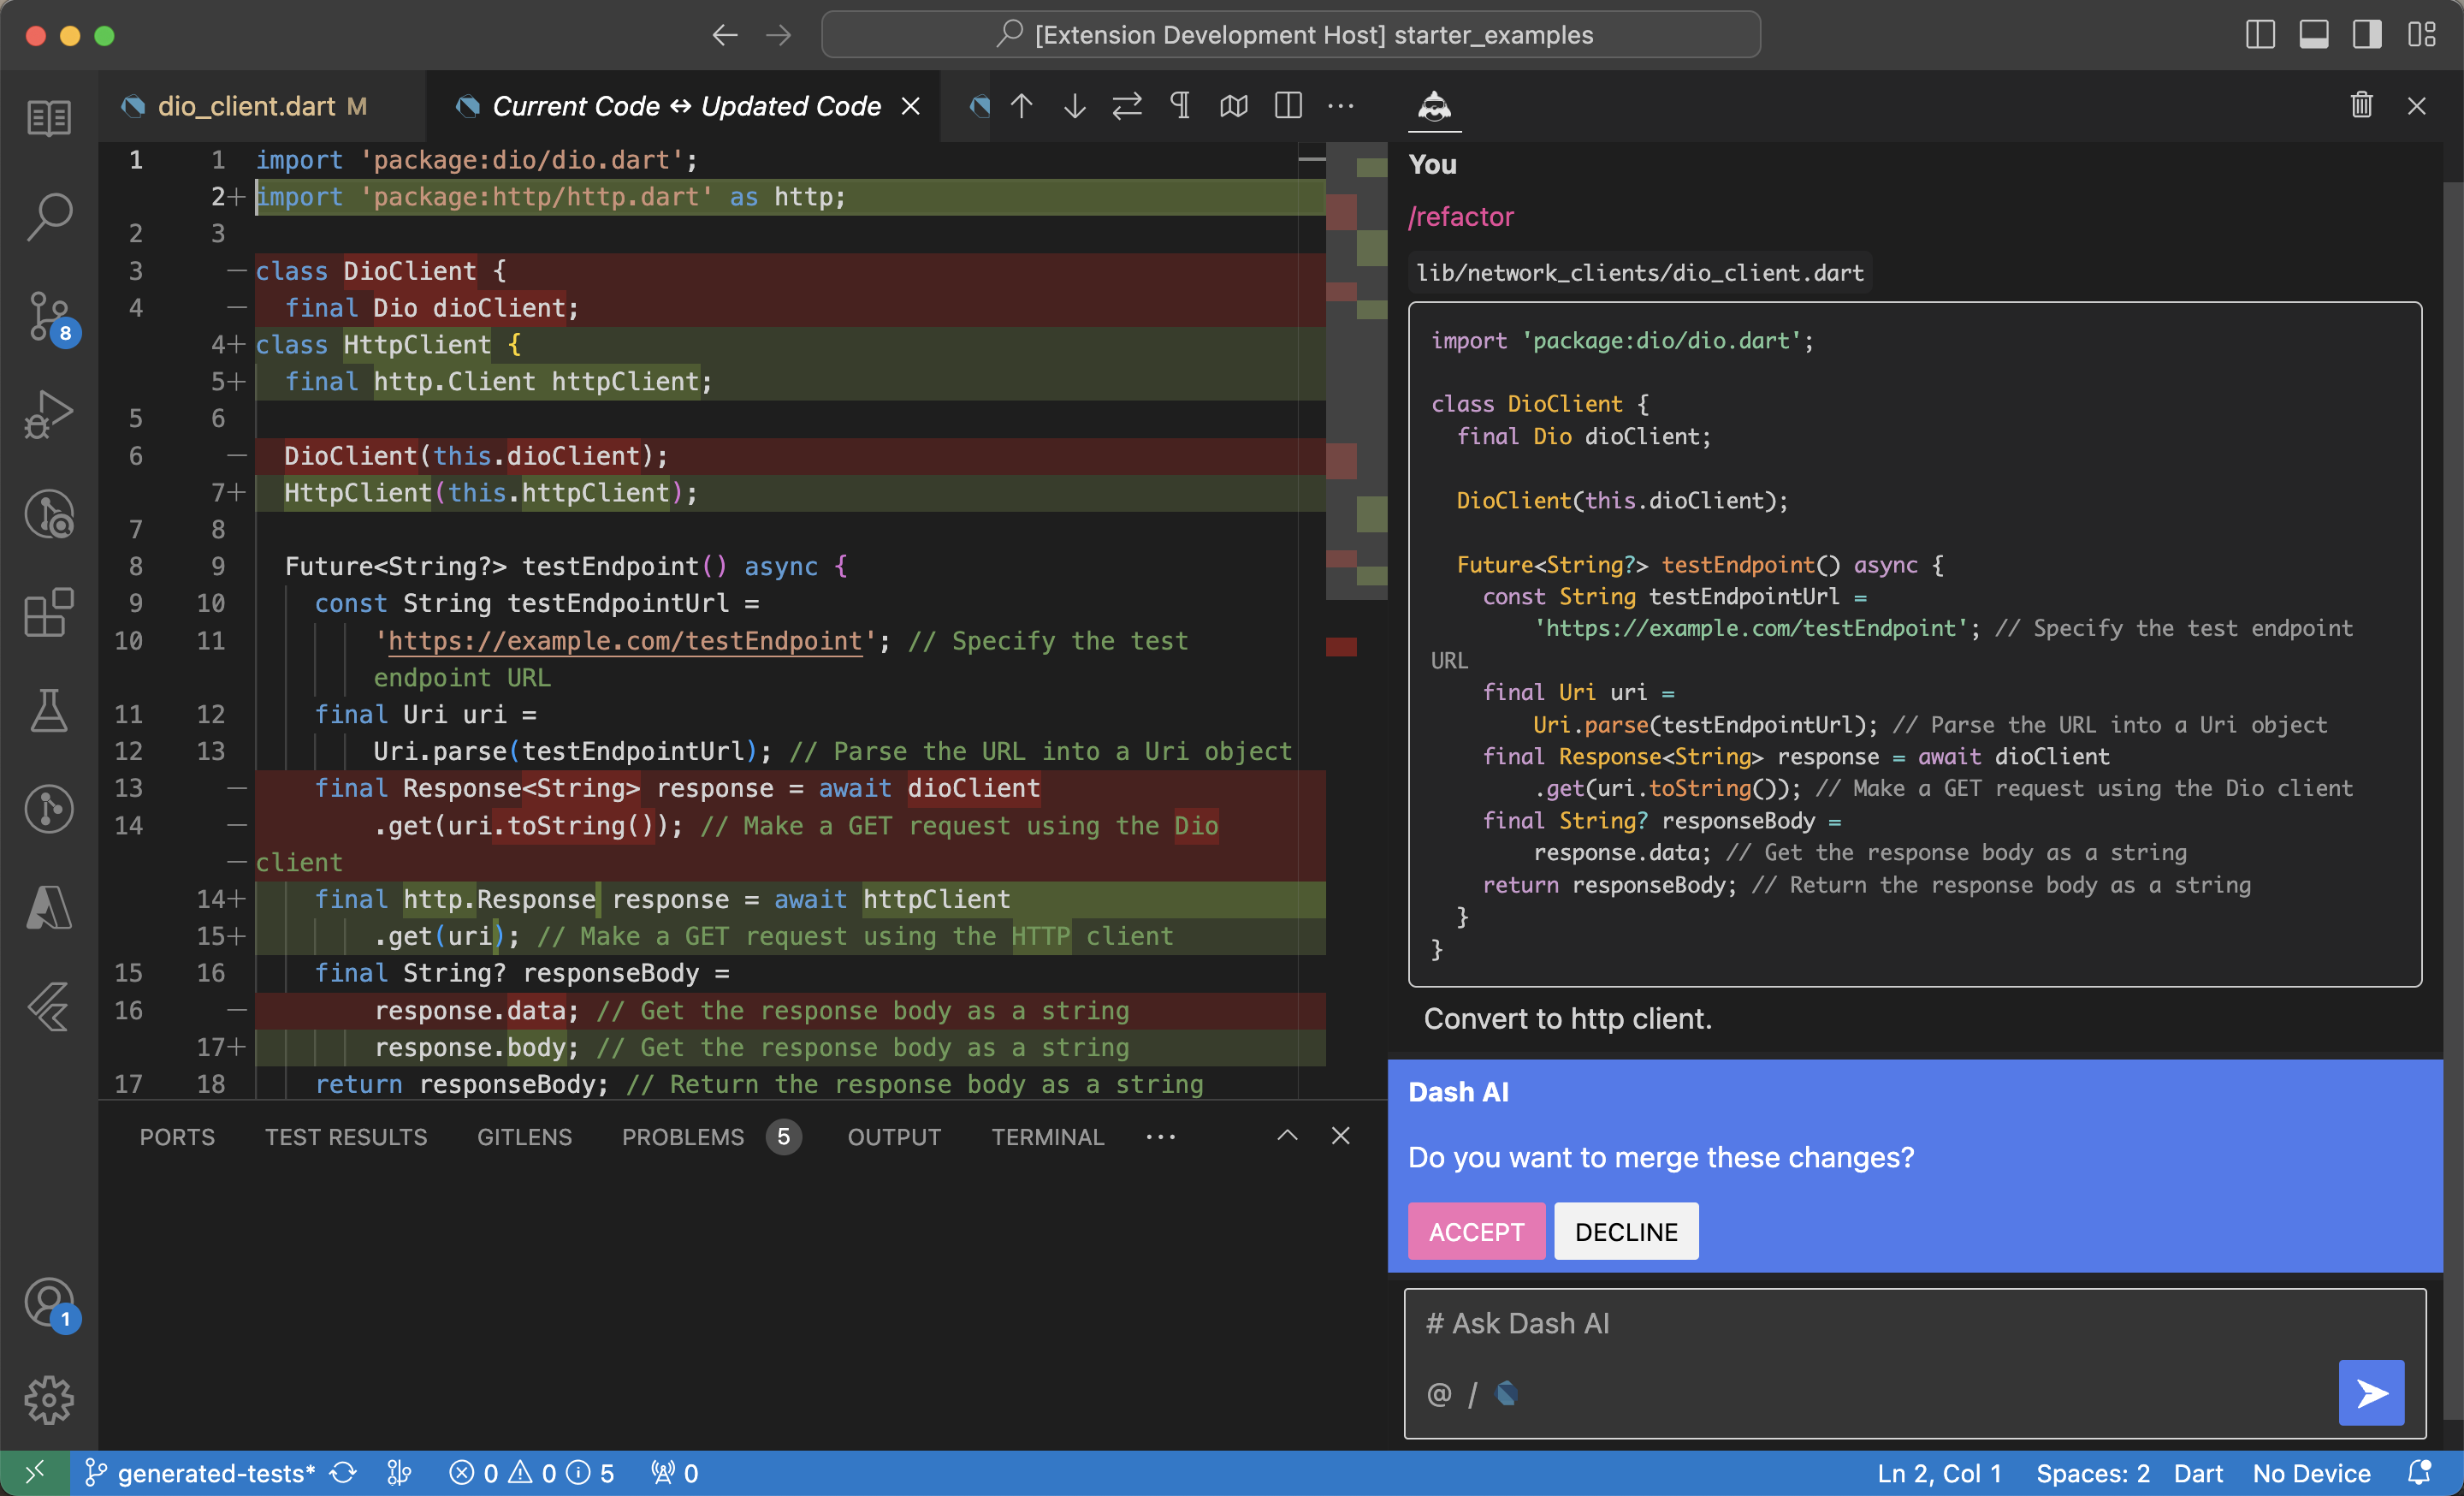 [Extension Development Host] starter_examples
dio_client.dart M
Current Code ↔ Updated Code
1 1 import 'package:dio/dio.dart';
2+ import 'package:http/http.dart' as http;
2 3
3 — class DioClient {
4 — final Dio dioClient;
4+ class HttpClient {
5+ final http.Client httpClient;
5 6
6 — DioClient(this.dioClient);
7+ HttpClient(this.httpClient);
7 8
8 9 Future<String?> testEndpoint() async {
9 10 const String testEndpointUrl =
10 11 'https://example.com/testEndpoint'; // Specify the test
endpoint URL
11 12 final Uri uri =
12 13 Uri.parse(testEndpointUrl); // Parse the URL into a Uri object
13 — final Response<String> response = await dioClient
14 — .get(uri.toString()); // Make a GET request using the Dio
— client
14+ final http.Response response = await httpClient
15+ .get(uri); // Make a GET request using the HTTP client
15 16 final String? responseBody =
16 — response.data; // Get the response body as a string
17+ response.body; // Get the response body as a string
17 18 return responseBody; // Return the response body as a string
8
1
PORTS TEST RESULTS GITLENS PROBLEMS 5 OUTPUT TERMINAL
You
/refactor
lib/network_clients/dio_client.dart
import 'package:dio/dio.dart';
class DioClient {
final Dio dioClient;
DioClient(this.dioClient);
Future<String?> testEndpoint() async {
const String testEndpointUrl =
'https://example.com/testEndpoint'; // Specify the test endpoint
URL
final Uri uri =
Uri.parse(testEndpointUrl); // Parse the URL into a Uri object
final Response<String> response = await dioClient
.get(uri.toString()); // Make a GET request using the Dio client
final String? responseBody =
response.data; // Get the response body as a string
return responseBody; // Return the response body as a string
}
}
Convert to http client.
Dash AI
Do you want to merge these changes?
ACCEPT DECLINE
# Ask Dash AI
@ /
generated-tests* 0 0 5 0 Ln 2, Col 1 Spaces: 2 Dart No Device